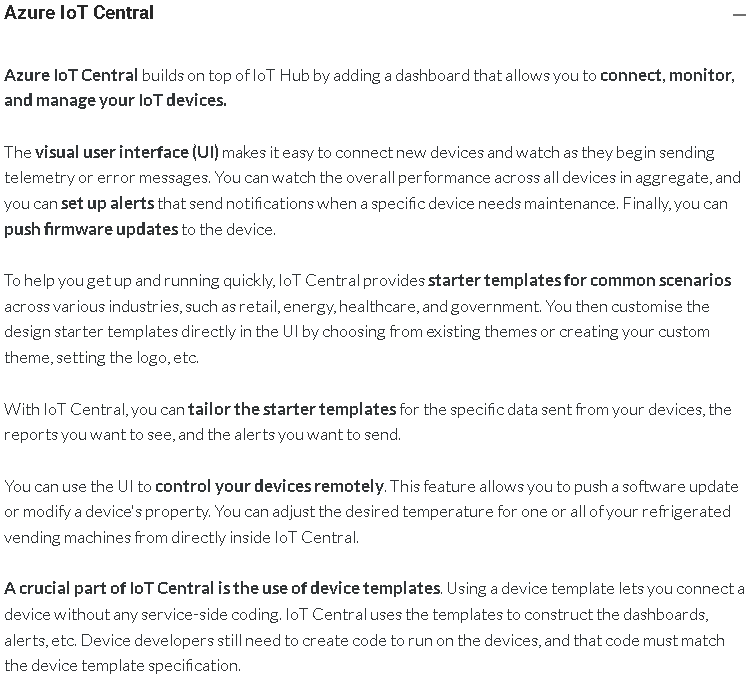 Azure IoT Central
Azure IoT Central builds on top of IoT Hub by adding a dashboard that allows you to connect, monitor,
and manage your IoT devices.
The visual user interface (UI) makes it easy to connect new devices and watch as they begin sending
telemetry or error messages. You can watch the overall performance across all devices in aggregate, and
you can set up alerts that send notifications when a specific device needs maintenance. Finally, you can
push firmware updates to the device.
To help you get up and running quickly, IoT Central provides starter templates for common scenarios
across various industries, such as retail, energy, healthcare, and government. You then customise the
design starter templates directly in the UI by choosing from existing themes or creating your custom
theme, setting the logo, etc.
With IoT Central, you can tailor the starter templates for the specific data sent from your devices, the
reports you want to see, and the alerts you want to send.
You can use the UI to control your devices remotely. This feature allows you to push a software update
or modify a device's property. You can adjust the desired temperature for one or all of your refrigerated
vending machines from directly inside IoT Central.
A crucial part of IoT Central is the use of device templates. Using a device template lets you connect a
device without any service-side coding. IoT Central uses the templates to construct the dashboards,
alerts, etc. Device developers still need to create code to run on the devices, and that code must match
the device template specification.